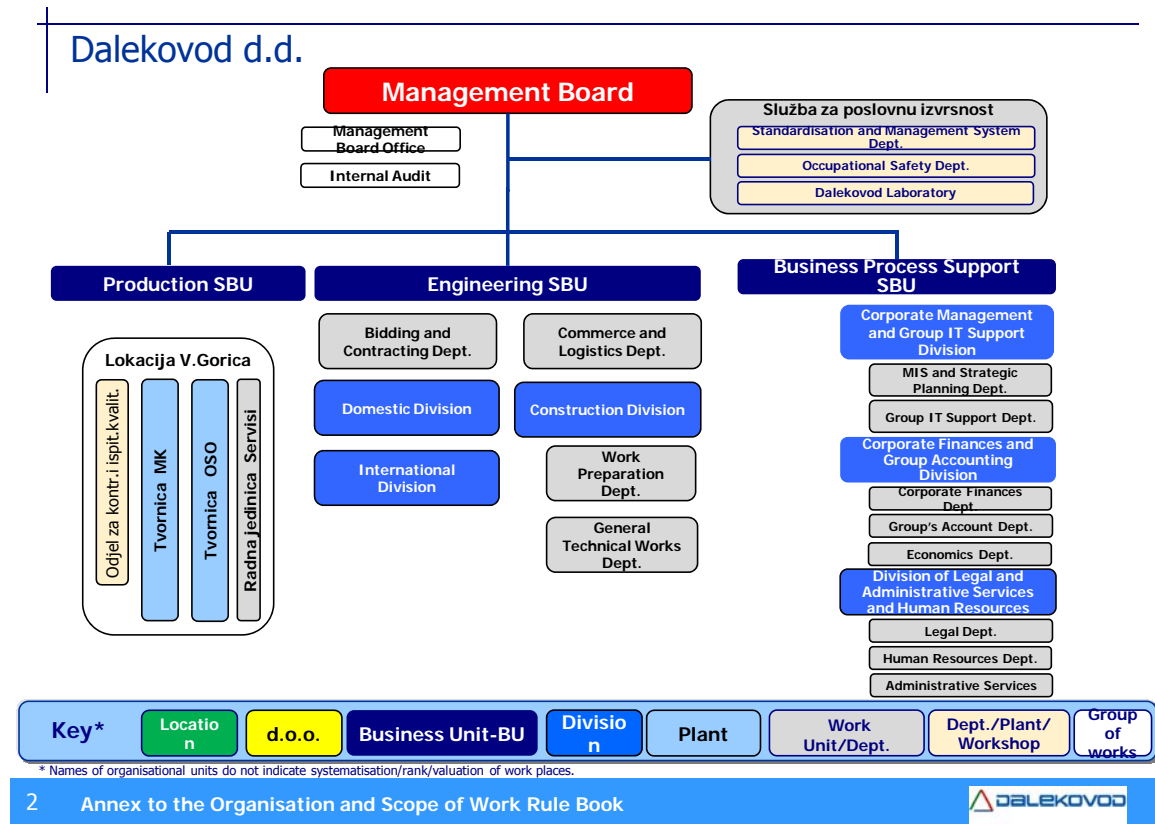 Dalekovod d.d.
Management Board
Management
Board Office
Internal Audit
Služba za poslovnu izvrsnost
Standardisation and Management System
Dept.
Occupational Safety Dept.
Dalekovod Laboratory
Production SBU
Engineering SBU
Business Process Support
SBU
Lokacija V.Gorica
Odjel za kontr.i ispit.kvalit.
Tvornica MK
Tvornica OSO
Radna jedinica Servisi
Bidding and
Contracting Dept.
Commerce and
Logistics Dept.
Domestic Division
Construction Division
International
Division
Work
Preparation
Dept.
General
Technical Works
Dept.
Corporate Management
and Group IT Support
Division
MIS and Strategic
Planning Dept.
Group IT Support Dept.
Corporate Finances and
Group Accounting
Division
Corporate Finances
Dept.
Group's Account Dept.
Economics Dept.
Division of Legal and
Administrative Services
and Human Resources
Legal Dept.
Human Resources Dept.
Administrative Services
Key*
Locatio
n
d.o.o.
Business Unit-BU
Divisio
n
Plant
Work
Unit/Dept.
Dept./Plant/
Workshop
Group
of
works
* Names of organisational units do not indicate systematisation/rank/valuation of work places.
2 Annex to the Organisation and Scope of Work Rule Book
DALEKOVOD